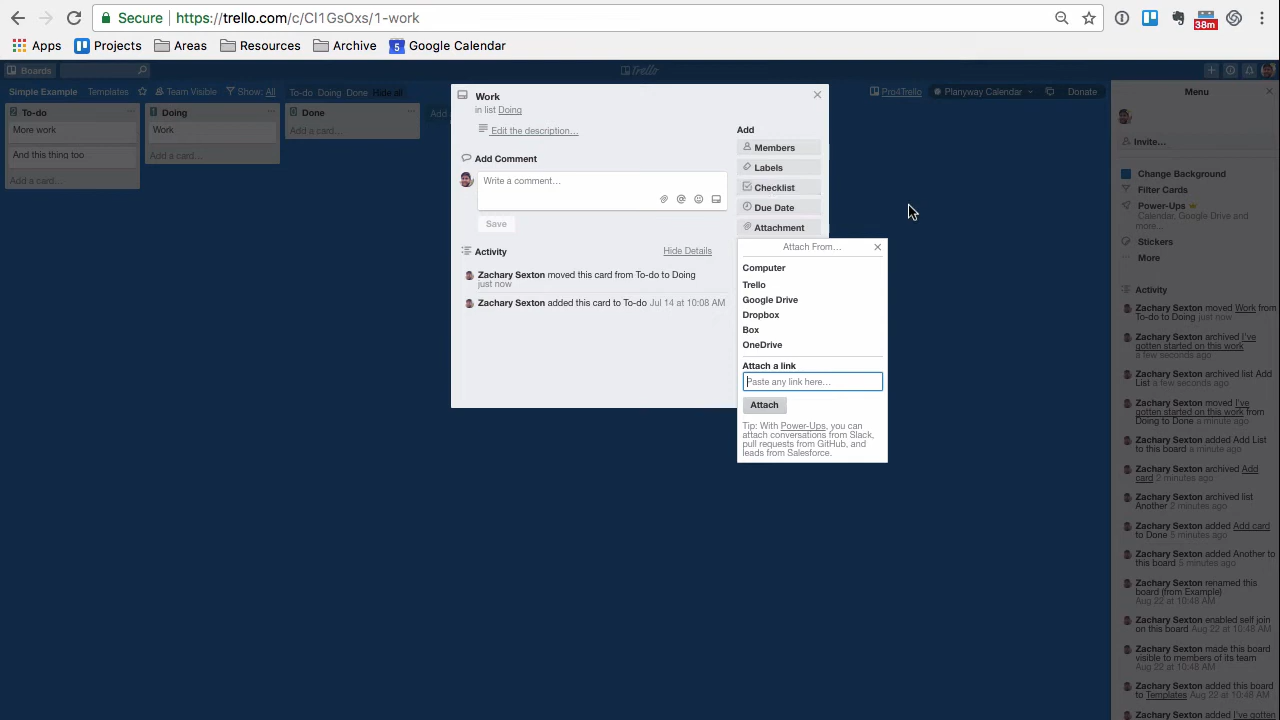 Secure https://trello.com/c/CI1GsOxs/1-work
38m
Apps Projects Areas Resources Archive 5 Google Calendar
Boards Trello
Simple Example Templates Team Visible Show: All To-do Doing Done Hide all Pro4Trello Planyway Calendar Donate
To-do
More work
And this thing too
Add a card…
Doing
Work
Add a card…
Done
Add a card…
Add
Work
in list Doing
Edit the description…
Add Comment
Write a comment…
Save
Activity Hide Details
Zachary Sexton moved this card from To-do to Doing
just now
Zachary Sexton added this card to To-do Jul 14 at 10:08 AM
Add
Members
Labels
Checklist
Due Date
Attachment
Attach From…
Computer
Trello
Google Drive
Dropbox
Box
OneDrive
Attach a link
Paste any link here…
Attach
Tip: With Power-Ups, you can
attach conversations from Slack,
pull requests from GitHub, and
leads from Salesforce.
Menu
Invite…
Change Background
Filter Cards
Power-Ups
Calendar, Google Drive and
more…
Stickers
More
Activity
Zachary Sexton moved Work from
To-do to Doing just now
Zachary Sexton archived I've
gotten started on this work
a few seconds ago
Zachary Sexton archived list Add
List a few seconds ago
Zachary Sexton moved I've
gotten started on this work from
Doing to Done a minute ago
Zachary Sexton added Add List to
this board a minute ago
Zachary Sexton archived Add
card 2 minutes ago
Zachary Sexton archived list
Another 2 minutes ago
Zachary Sexton added Add card
to Done 5 minutes ago
Zachary Sexton added Another to
this board 5 minutes ago
Zachary Sexton renamed this
board (from Example)
Aug 22 at 10:48 AM
Zachary Sexton enabled self join
on this board Aug 22 at 10:48 AM
Zachary Sexton made this board
visible to members of its team
Aug 22 at 10:48 AM
Zachary Sexton added this board
to Templates Aug 22 at 10:48 AM
Zachary Sexton added I've gotten